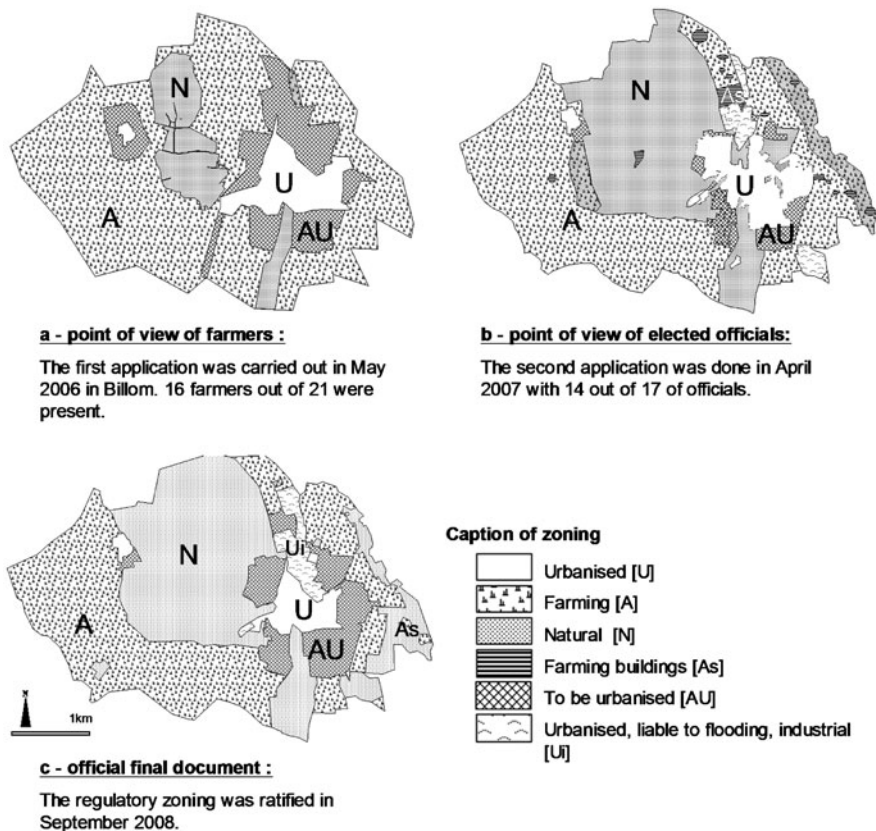 N
U
A
AU
a - point of view of farmers :
The first application was carried out in May
2006 in Billom. 16 farmers out of 21 were
present.
As
N
U
A
AU
b - point of view of elected officials:
The second application was done in April
2007 with 14 out of 17 of officials.
N
Ui
U
A
As
AU
1km
c - official final document :
The regulatory zoning was ratified in
September 2008.
Caption of zoning
Urbanised [U]
Farming [A]
Natural [N]
Farming buildings [As]
To be urbanised [AU]
Urbanised, liable to flooding, industrial
[Ui]